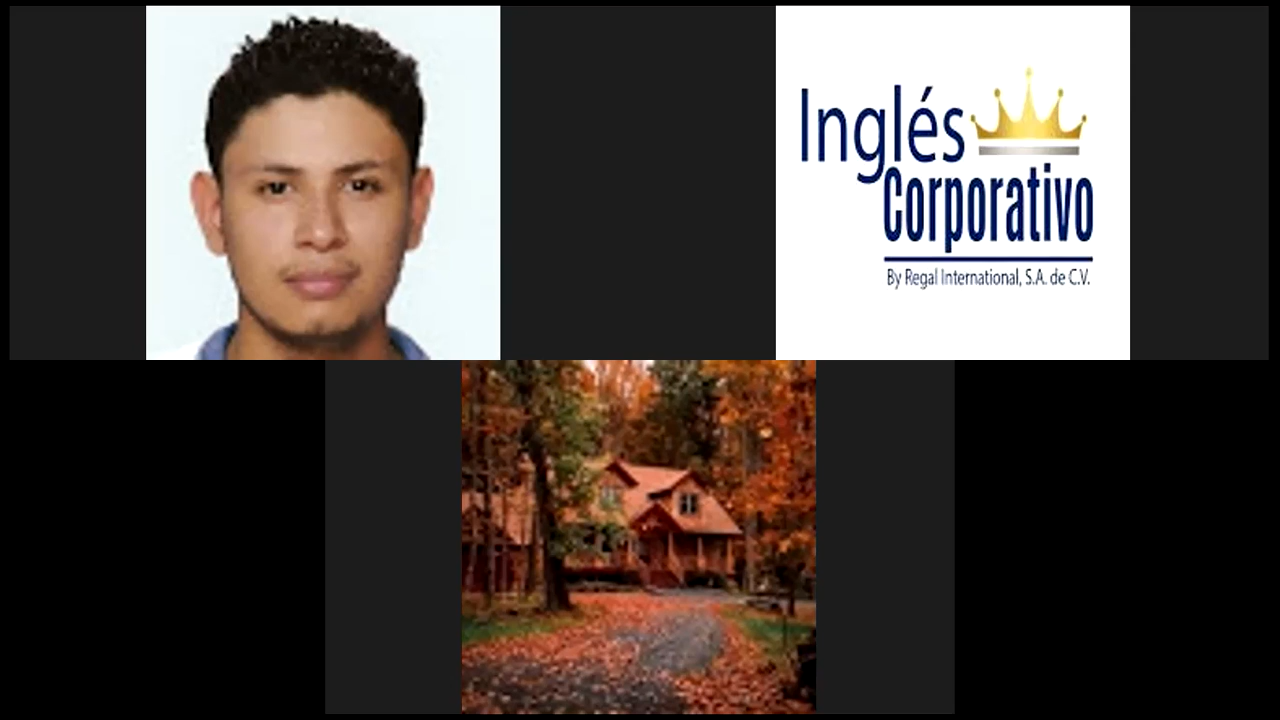 Inglés
Corporativo
By Regal International, S.A. de C.V.